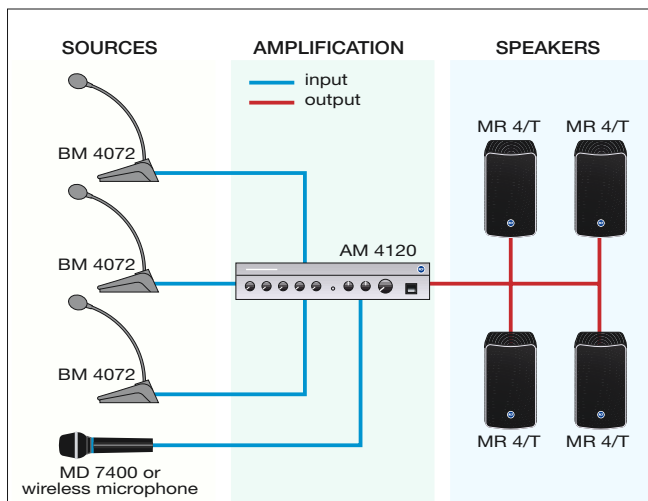 SOURCES
AMPLIFICATION
SPEAKERS
input
output
MR 4/T
MR 4/T
BM 4072
BM 4072
AM 4120
BM 4072
MR 4/T
MR 4/T
MD 7400 or
wireless microphone